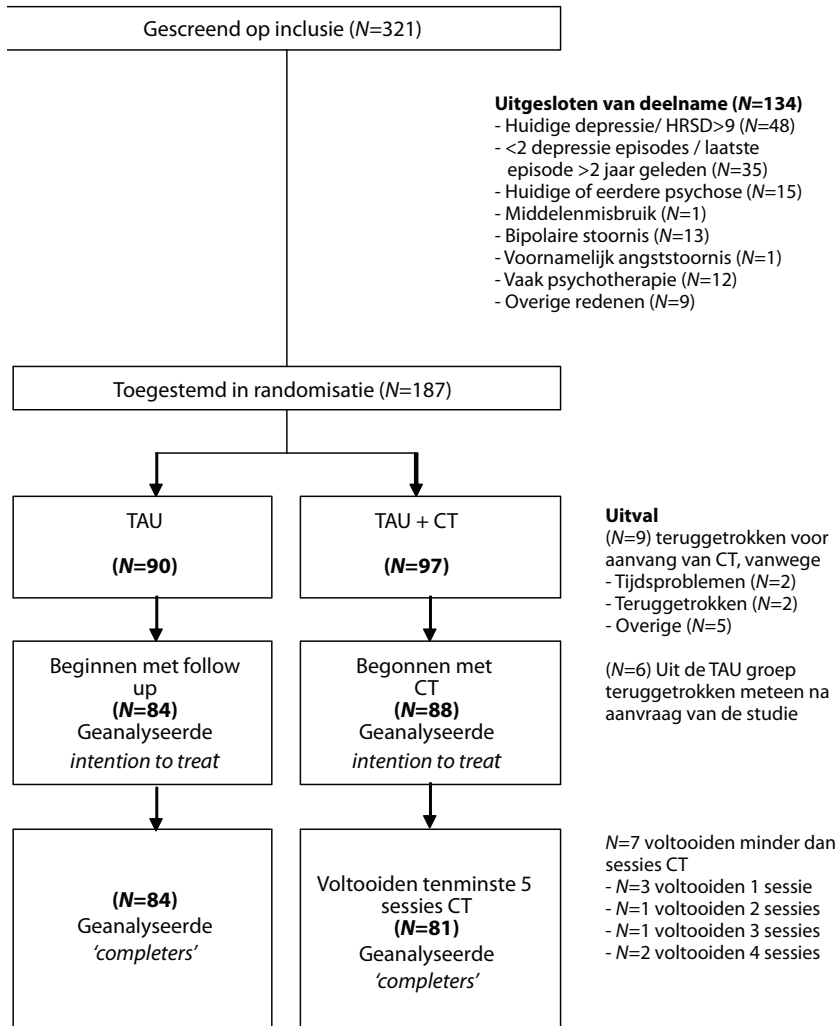 Gescreend op inclusie (N=321)
Uitgesloten van deelname (N=134)
- Huidige depressie/ HRSD>9 (N=48)
- <2 depressie episodes / laatste
episode >2 jaar geleden (N=35)
- Huidige of eerdere psychose (N=15)
- Middelenmisbruik (N=1)
- Bipolaire stoornis (N=13)
- Voornamelijk angststoornis (N=1)
- Vaak psychotherapie (N=12)
- Overige redenen (N=9)
Toegestemd in randomisatie (N=187)
TAU
(N=90)
TAU + CT
(N=97)
Uitval
(N=9) teruggetrokken voor
aanvang van CT, vanwege
- Tijdsproblemen (N=2)
- Teruggetrokken (N=2)
- Overige (N=5)
(N=6) Uit de TAU groep
teruggetrokken meteen na
aanvraag van de studie
Beginnen met follow
up
(N=84)
Geanalyseerde
intention to treat
Begonnen met
CT
(N=88)
Geanalyseerde
intention to treat
(N=84)
Geanalyseerde
‘completers’
Voltooiden tenminste 5
sessies CT
(N=81)
Geanalyseerde
‘completers’
N=7 voltooiden minder dan
sessies CT
- N=3 voltooiden 1 sessie
- N=1 voltooiden 2 sessies
- N=1 voltooiden 3 sessies
- N=2 voltooiden 4 sessies